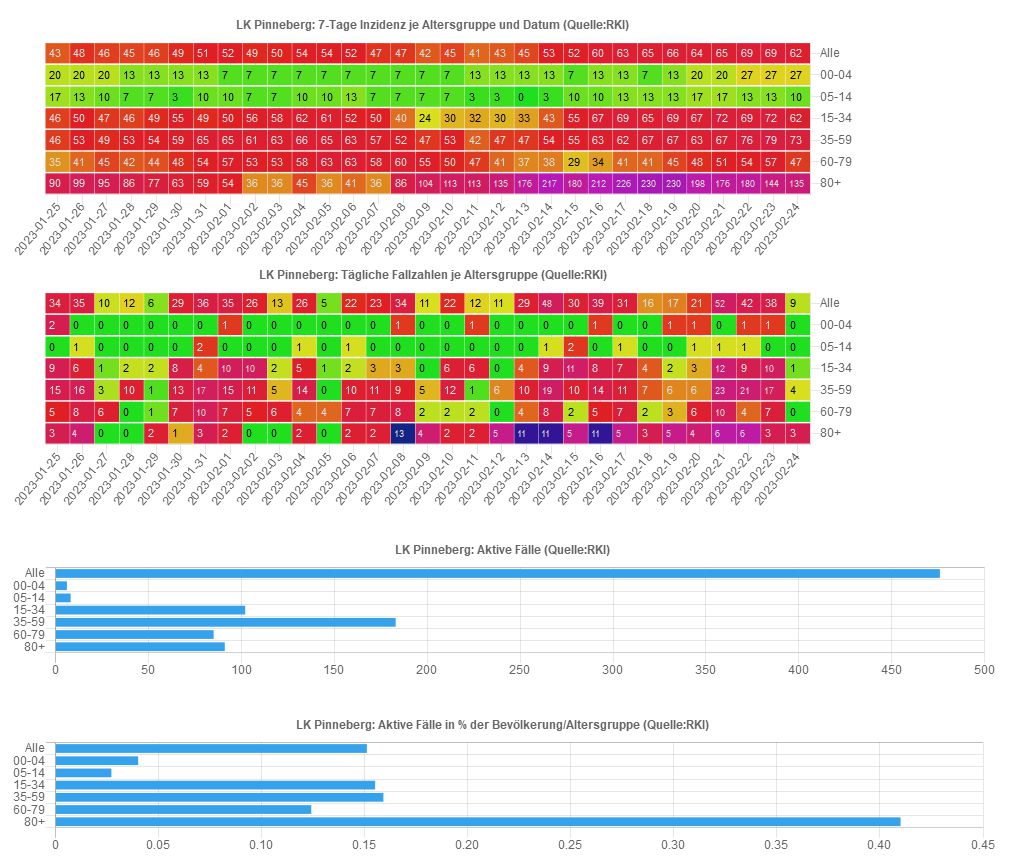 LK Pinneberg: 7-Tage Inzidenz je Altersgruppe und Datum (Quelle:RKI)
43 48 46 45 46 49 51 52 49 50 54 54 52 47 47 42 45 41 43 45 53 52 60 63 65 66 64 65 69 69 62 Alle
20 20 20 13 13 13 13 7 7 7 7 7 7 7 7 7 7 13 13 13 13 7 13 13 7 13 20 20 27 27 27 00-04
17 13 10 7 7 3 10 10 7 7 10 10 13 7 7 7 7 3 3 0 3 10 10 13 13 13 17 17 13 13 10 05-14
46 50 47 46 46 55 49 50 56 58 62 61 52 50 40 24 30 32 30 33 43 55 67 69 65 69 67 72 69 72 62 15-34
46 53 49 53 54 59 65 65 61 63 66 58 63 57 52 47 53 42 47 47 54 55 63 62 67 67 63 67 76 79 73 35-59
35 41 45 42 44 48 54 57 53 53 58 63 63 58 60 55 50 47 41 37 38 29 34 41 41 45 48 51 54 57 47 60-79
90 99 95 86 77 63 59 54 36 36 45 36 41 36 86 104 113 113 135 176 217 180 212 226 230 230 198 176 180 144 135 80+
2023-01-25 2023-01-26 2023-01-27 2023-01-28 2023-01-29 2023-01-30 2023-01-31 2023-02-01 2023-02-02 2023-02-03 2023-02-04 2023-02-05 2023-02-06 2023-02-07 2023-02-08 2023-02-09 2023-02-10 2023-02-11 2023-02-12 2023-02-13 2023-02-14 2023-02-15 2023-02-16 2023-02-17 2023-02-18 2023-02-19 2023-02-20 2023-02-21 2023-02-22 2023-02-23 2023-02-24
LK Pinneberg: Tägliche Fallzahlen je Altersgruppe (Quelle:RKI)
34 35 10 12 6 29 36 35 26 13 26 5 22 23 34 11 22 12 11 29 48 30 39 31 16 17 21 52 42 38 9 Alle
2 0 0 0 0 0 0 1 0 0 0 0 0 0 1 0 0 1 0 0 0 0 1 0 0 1 1 0 1 1 0 00-04
0 1 0 0 0 0 2 0 0 0 1 0 1 0 0 0 0 0 0 0 1 2 0 1 0 0 1 1 1 0 0 05-14
9 6 1 2 2 8 4 10 10 2 5 1 2 3 3 0 6 6 0 4 9 11 8 7 4 2 3 12 9 10 1 15-34
15 16 3 10 1 13 17 15 11 5 14 0 10 11 9 5 12 1 6 10 19 10 14 11 7 6 6 23 21 17 4 35-59
5 8 6 0 1 7 10 7 5 6 4 4 7 7 8 2 2 2 0 4 8 2 5 7 2 3 6 10 4 7 0 60-79
3 4 0 0 2 1 3 2 0 0 2 0 2 2 13 4 2 2 5 11 11 5 11 5 3 5 4 6 6 3 3 80+
2023-01-25 2023-01-26 2023-01-27 2023-01-28 2023-01-29 2023-01-30 2023-01-31 2023-02-01 2023-02-02 2023-02-03 2023-02-04 2023-02-05 2023-02-06 2023-02-07 2023-02-08 2023-02-09 2023-02-10 2023-02-11 2023-02-12 2023-02-13 2023-02-14 2023-02-15 2023-02-16 2023-02-17 2023-02-18 2023-02-19 2023-02-20 2023-02-21 2023-02-22 2023-02-23 2023-02-24
LK Pinneberg: Aktive Fälle (Quelle:RKI)
Alle
00-04
05-14
15-34
35-59
60-79
80+
0 50 100 150 200 250 300 350 400 450 500
LK Pinneberg: Aktive Fälle in % der Bevölkerung/Altersgruppe (Quelle:RKI)
Alle
00-04
05-14
15-34
35-59
60-79
80+
0 0.05 0.10 0.15 0.20 0.25 0.30 0.35 0.40 0.45